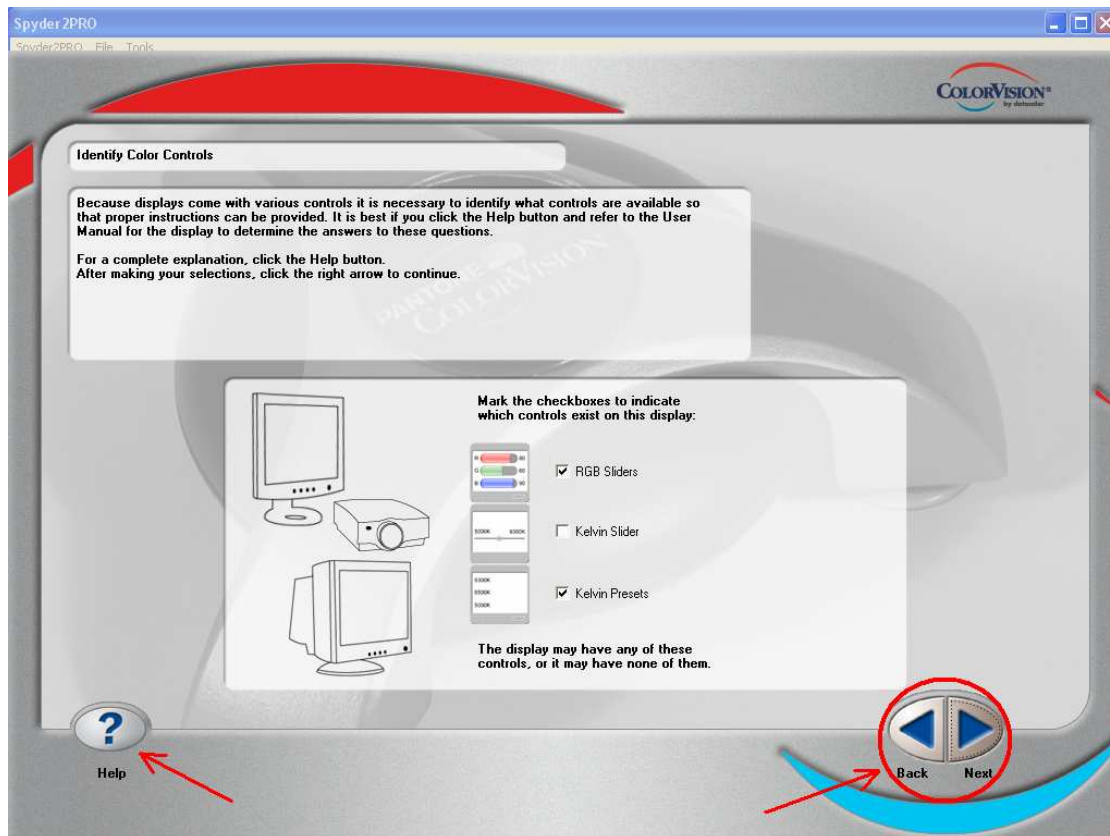 Spyder2PRO
Spyder2PRO File Tools
COLORVISION®
by datacolor
Identify Color Controls
Because displays come with various controls it is necessary to identify what controls are available so
that proper instructions can be provided. It is best if you click the Help button and refer to the User
Manual for the display to determine the answers to these questions.
For a complete explanation, click the Help button.
After making your selections, click the right arrow to continue.
PANTONE
COLORVISION
Mark the checkboxes to indicate
which controls exist on this display:
RGB Sliders
Kelvin Slider
Kelvin Presets
The display may have any of these
controls, or it may have none of them.
?
Help
Back Next